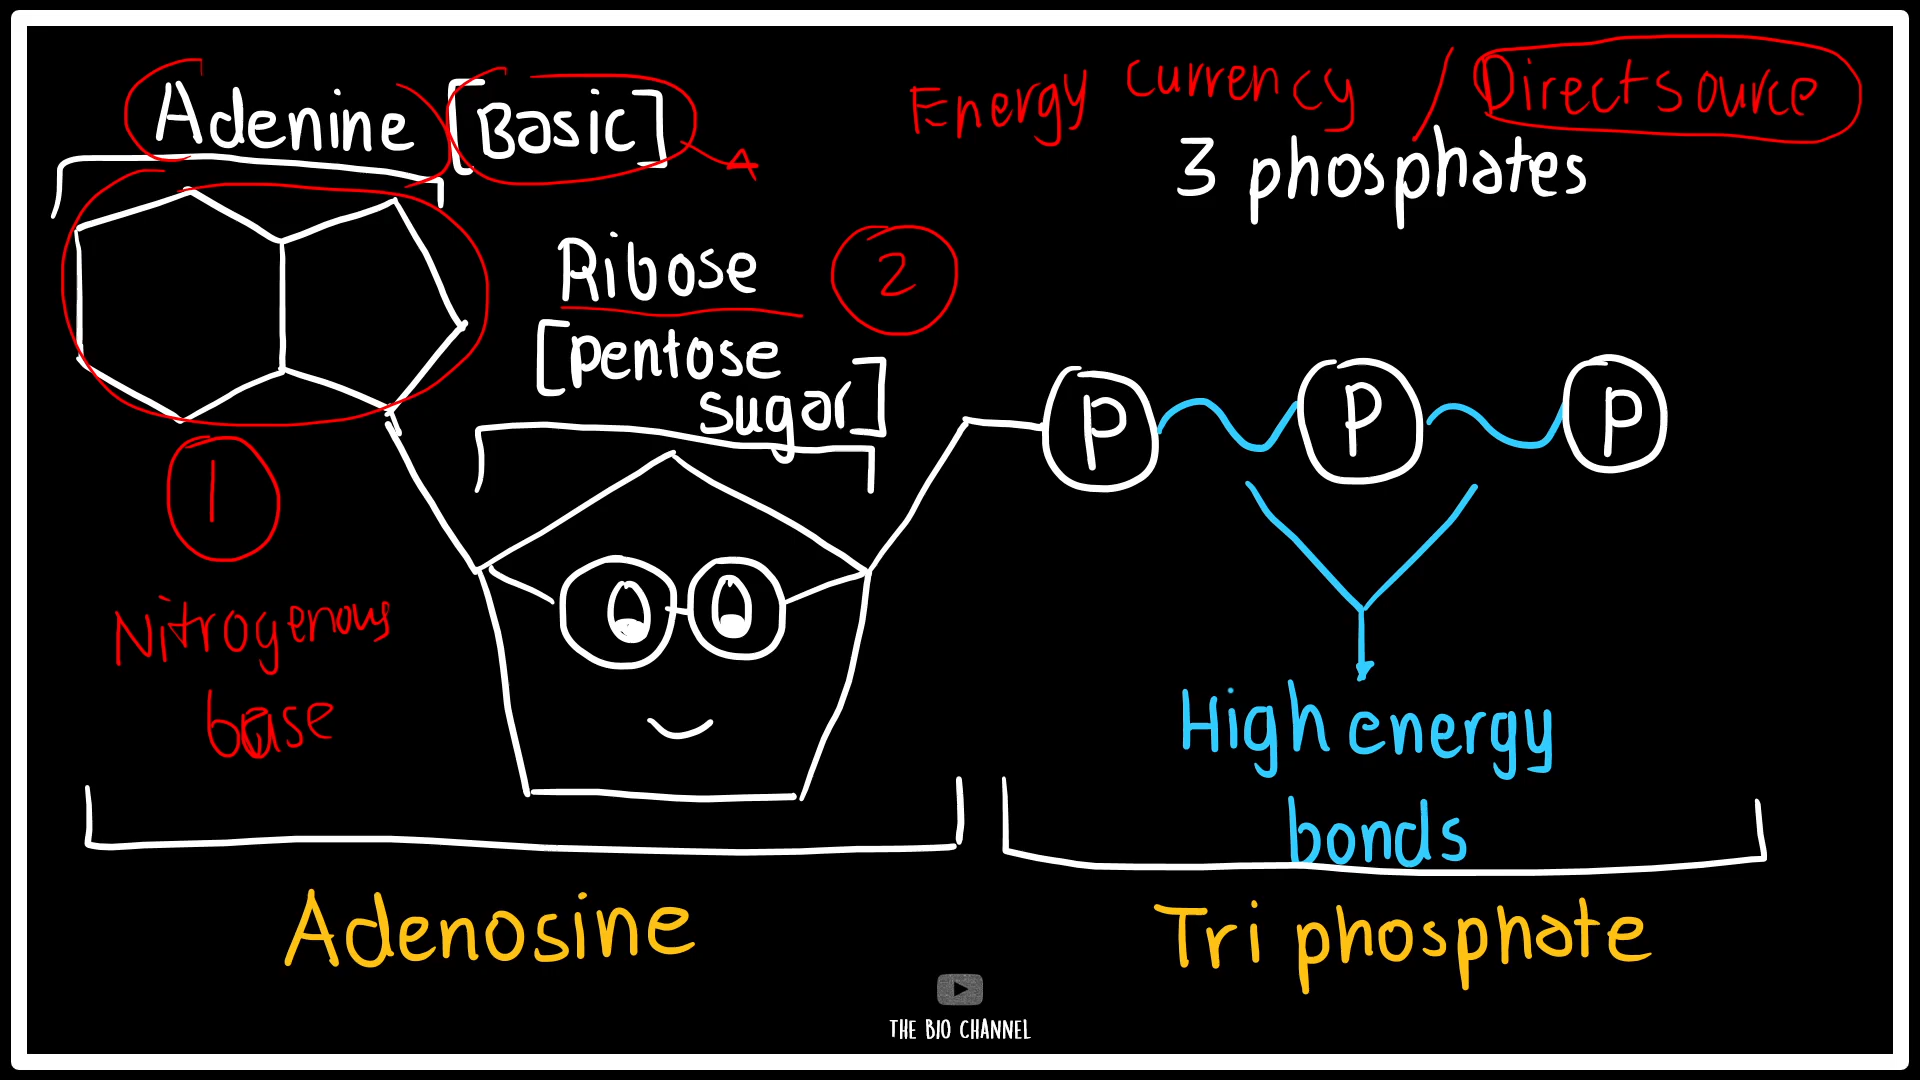 Adenine [Basic]
Energy currency / Direct source
3 phosphates
Ribose
2
[pentose
sugar]
P P P
1
Nitrogenous
base
High energy
bonds
Adenosine
Tri phosphate
THE BIO CHANNEL